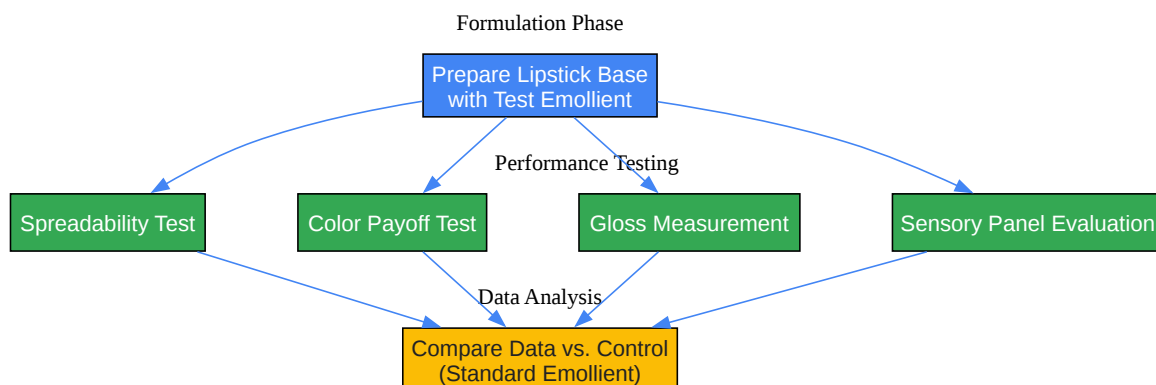 Formulation Phase
Prepare Lipstick Base
with Test Emollient
Performance Testing
Spreadability Test
Color Payoff Test
Gloss Measurement
Sensory Panel Evaluation
Data Analysis
Compare Data vs. Control
(Standard Emollient)